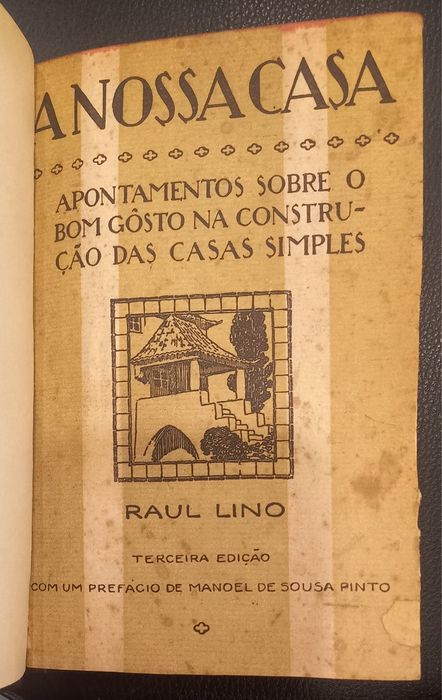 A NOSSA CASA
APONTAMENTOS SOBRE O
BOM GÔSTO NA CONSTRU-
ÇÃO DAS CASAS SIMPLES
RAUL LINO
TERCEIRA EDIÇÃO
COM UM PREFÁCIO DE MANOEL DE SOUSA PINTO